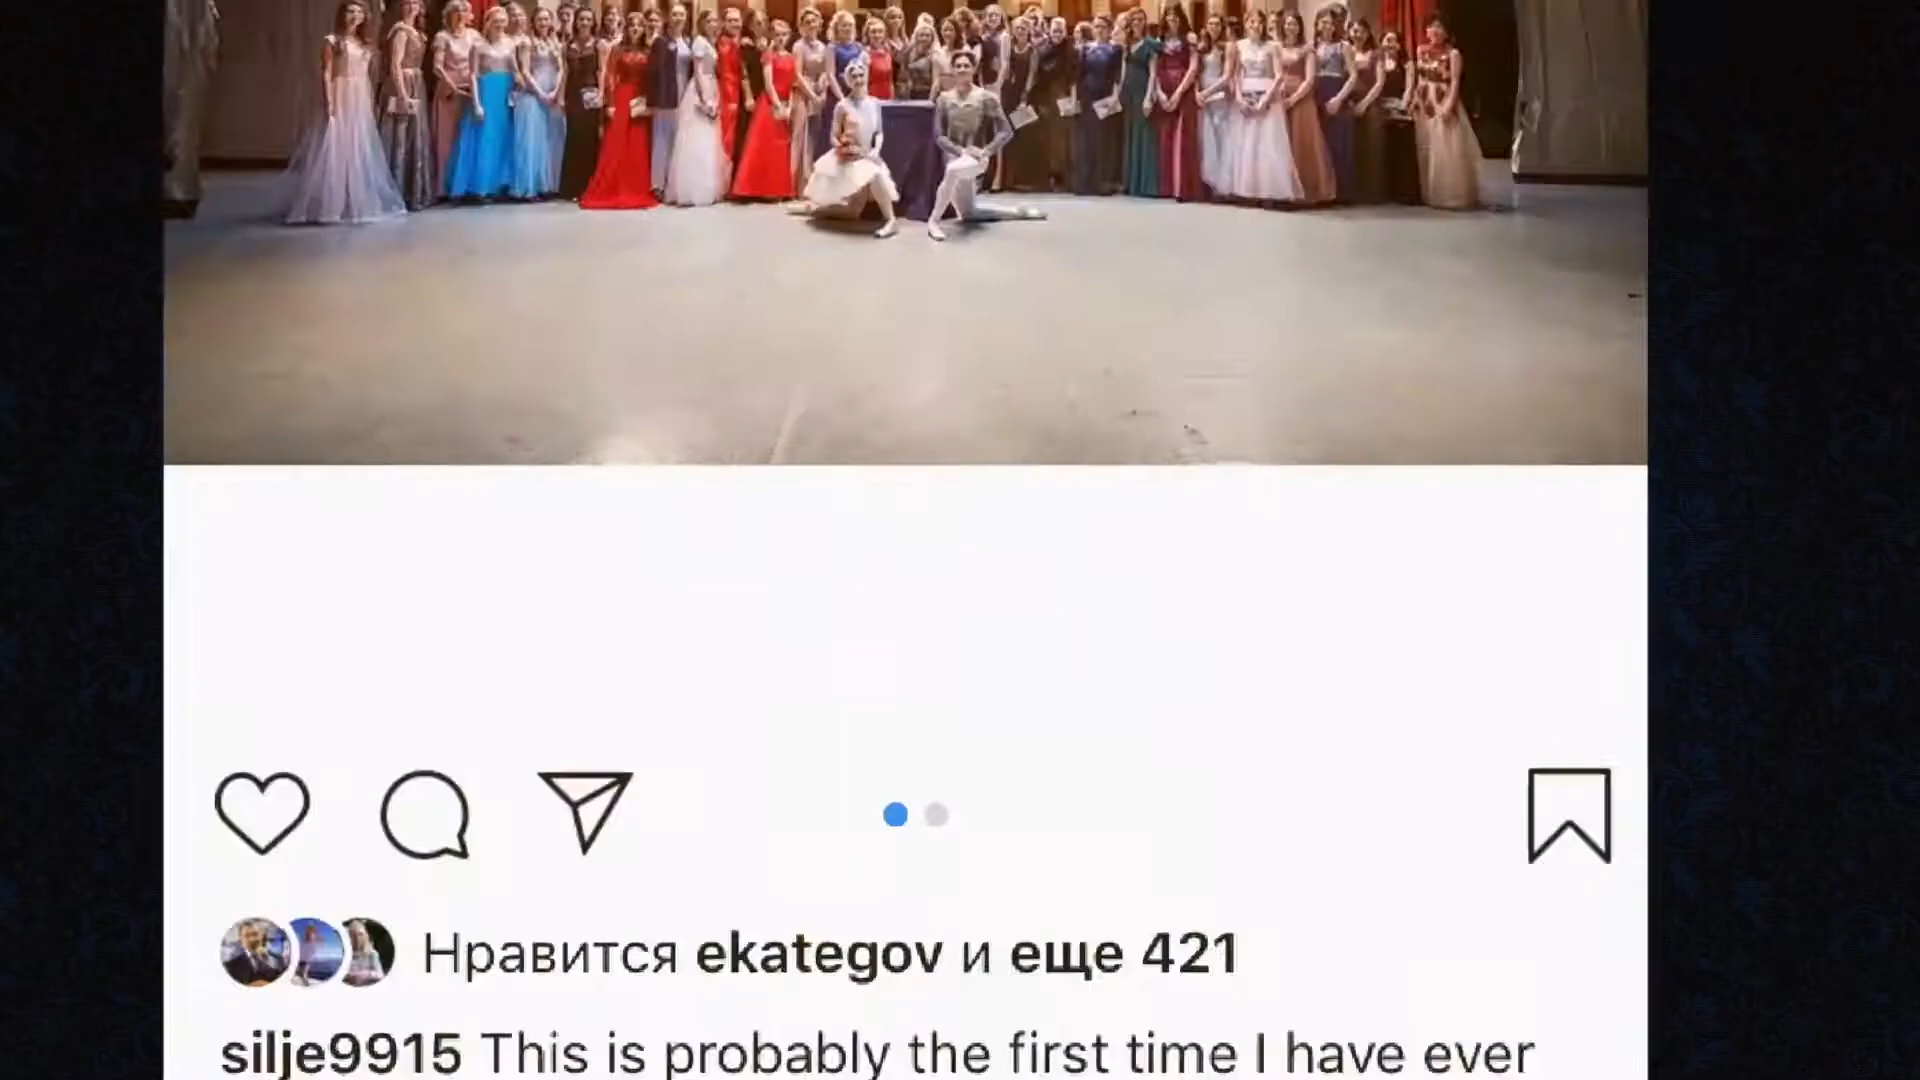 Нравится ekategov и еще 421
silje9915 This is probably the first time I have ever